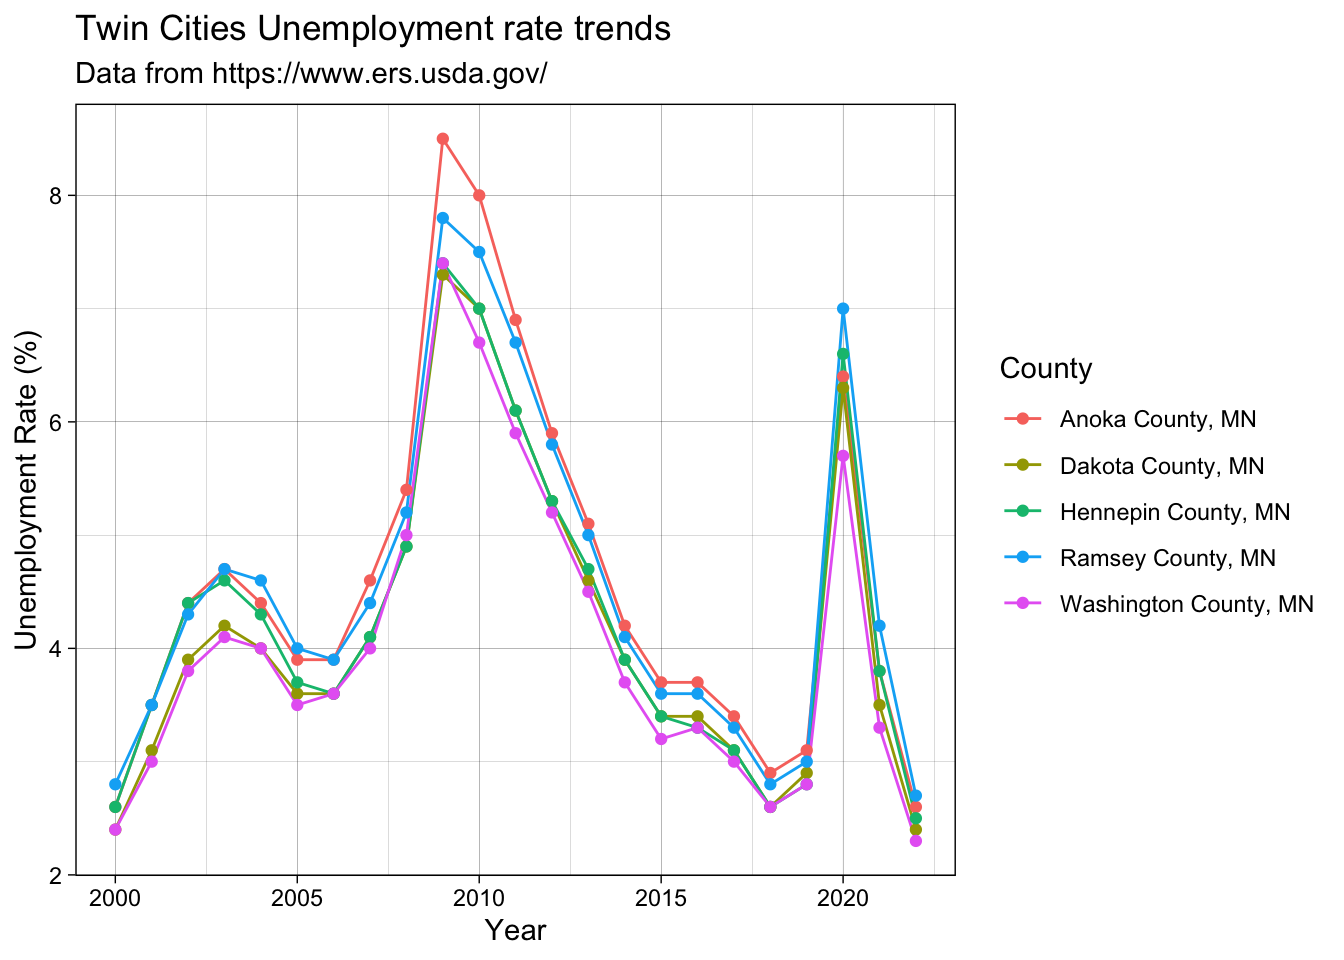 Twin Cities Unemployment rate trends
Data from https://www.ers.usda.gov/
Unemployment Rate (%)
8
6
4
2
2000 2005 2010 2015 2020
Year
County
Anoka County, MN
Dakota County, MN
Hennepin County, MN
Ramsey County, MN
Washington County, MN